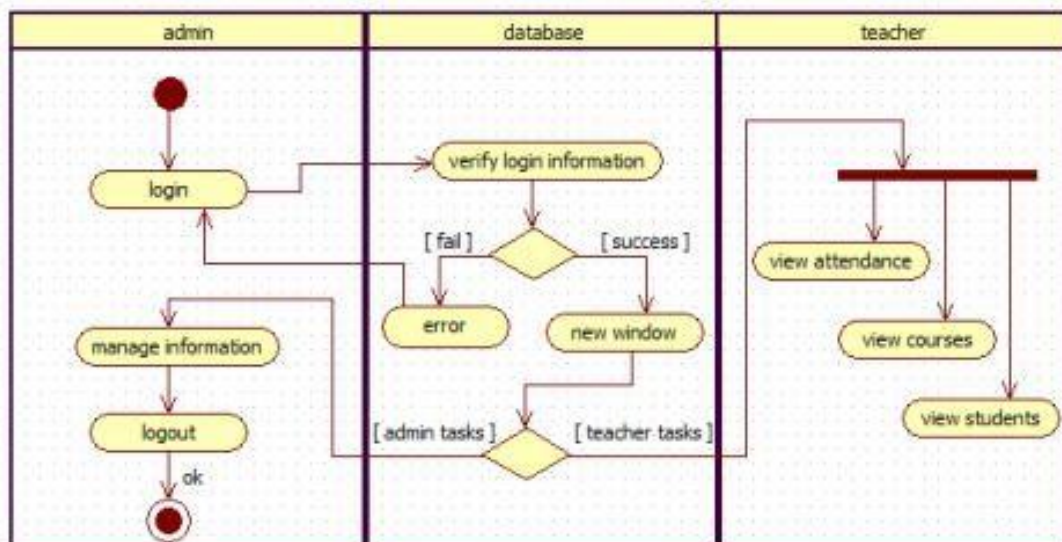 admin
database
teacher
login
verify login information
[ fail ]
[ success ]
view attendance
error
new window
manage information
view courses
logout
[ admin tasks ]
[ teacher tasks ]
view students
ok